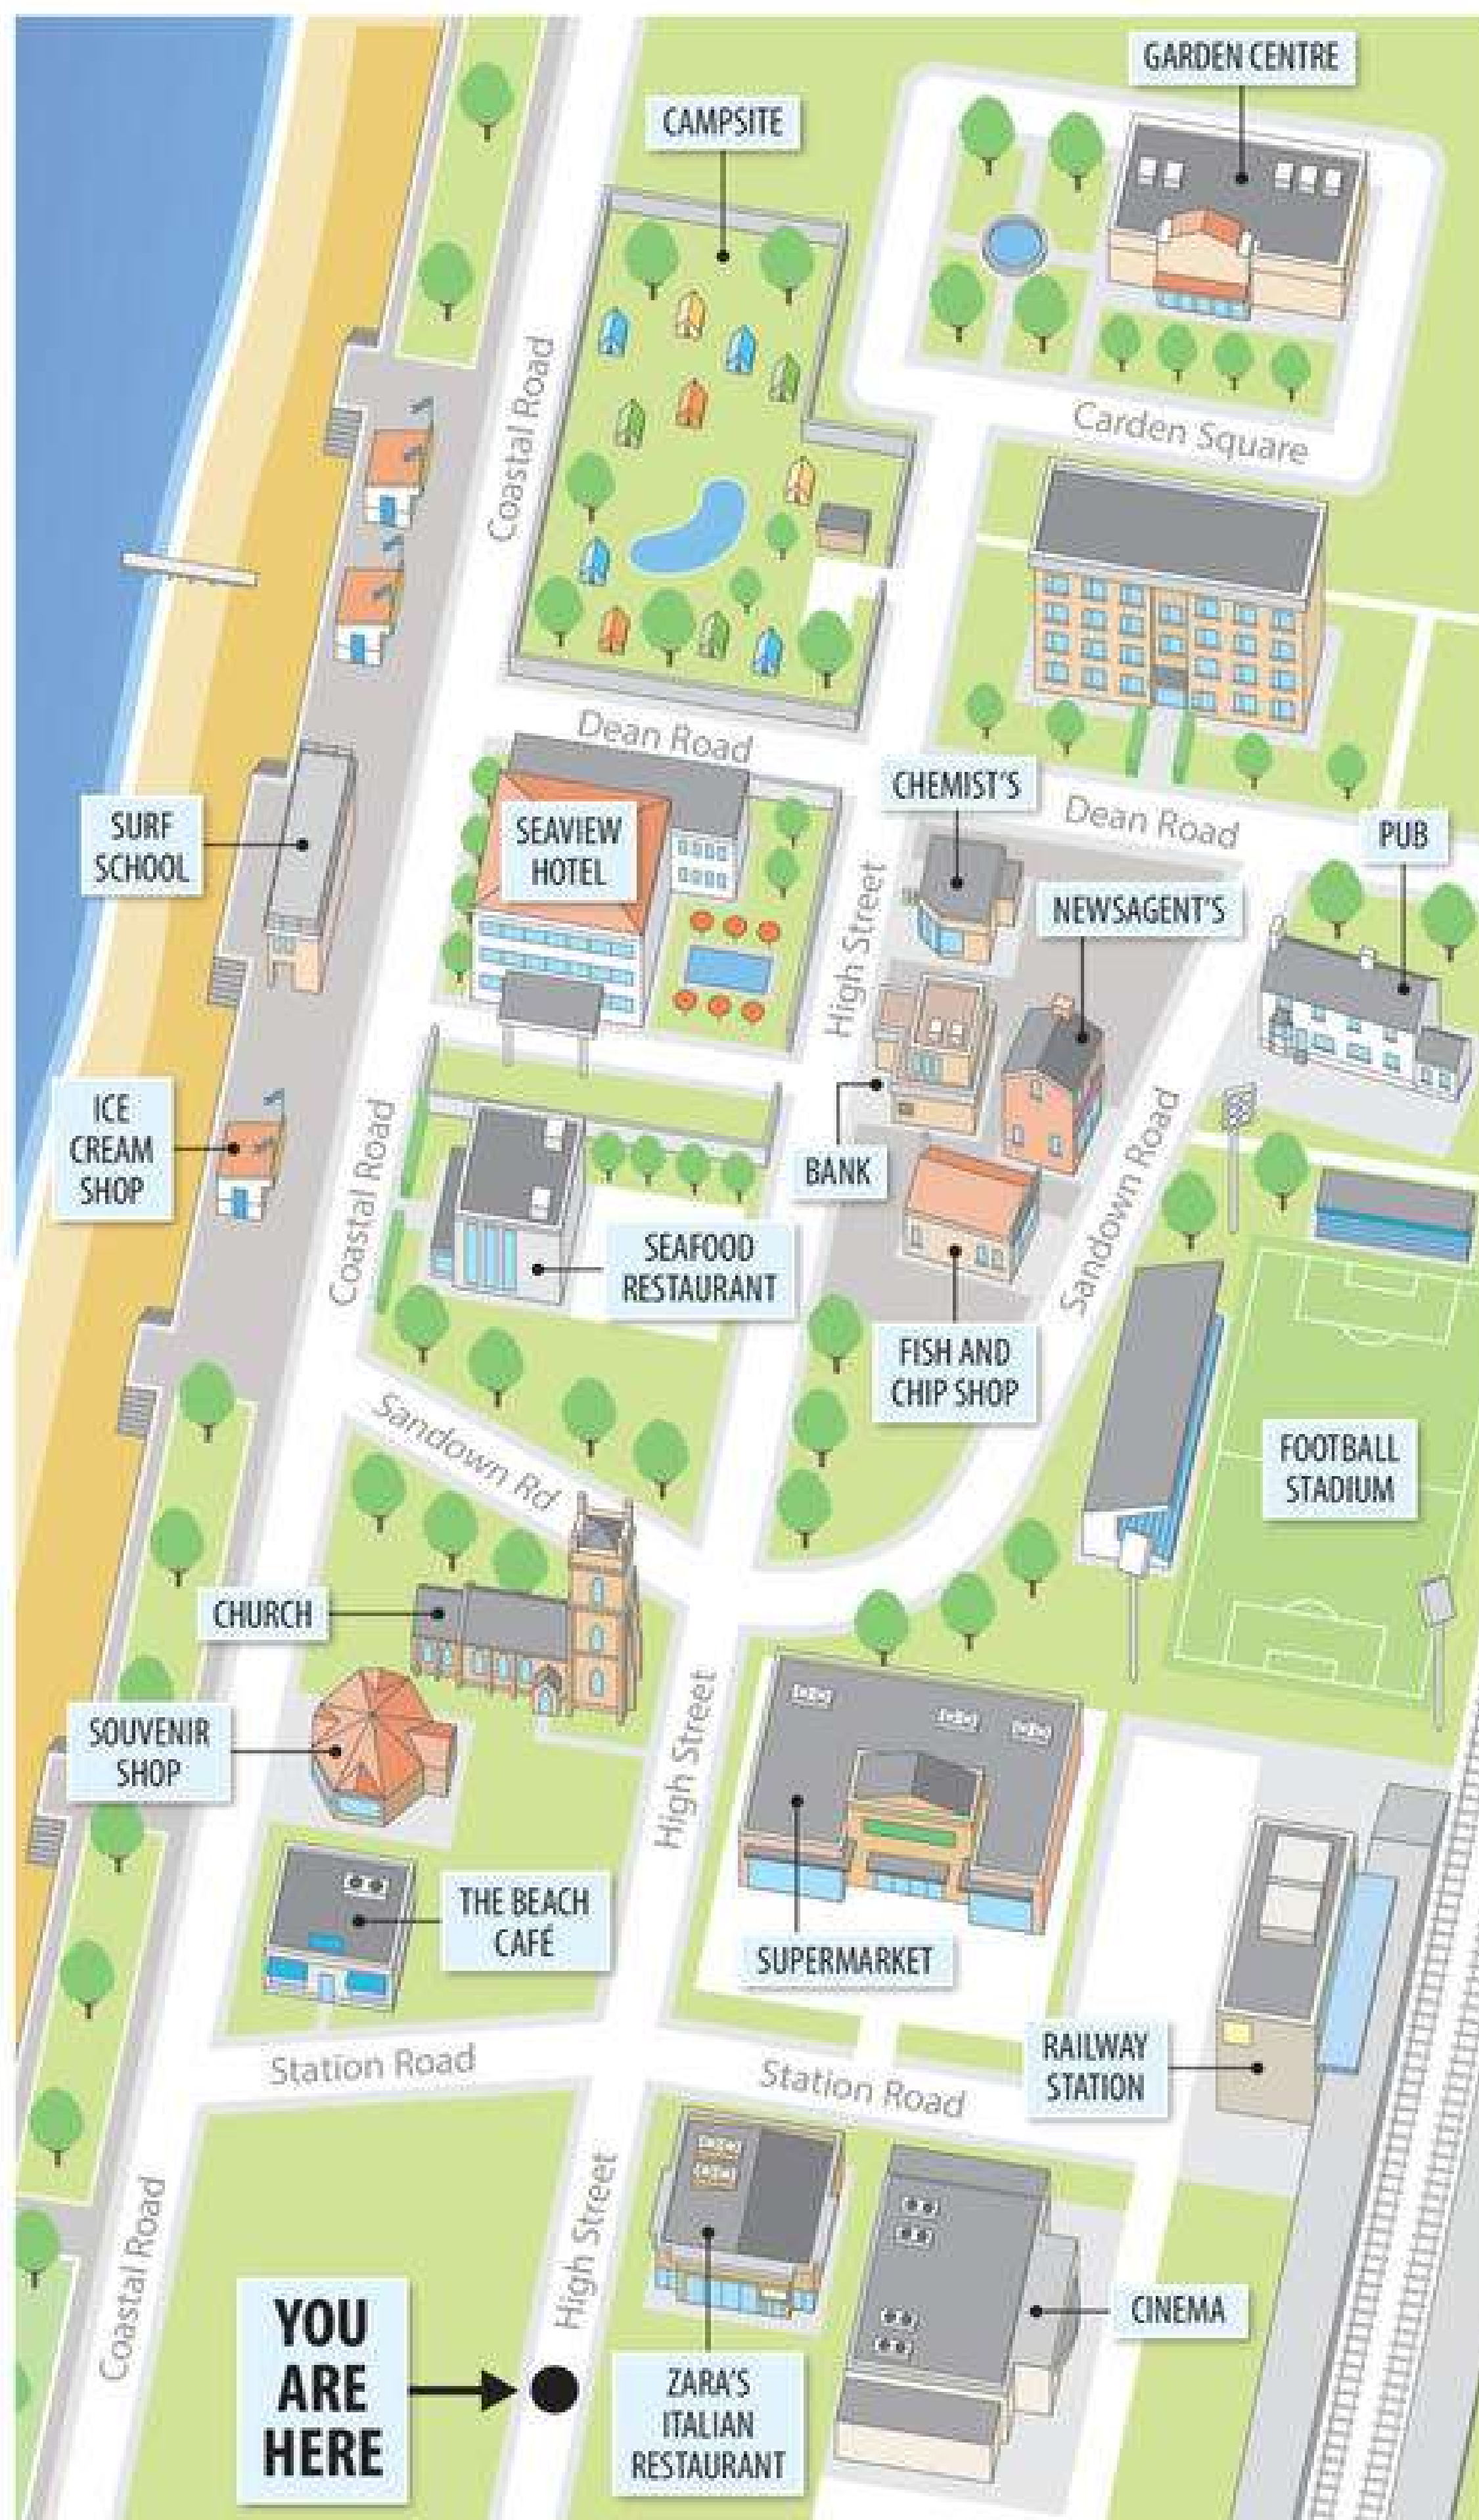 GARDEN CENTRE
CAMPSITE
Coastal Road
Carden Square
Dean Road
CHEMIST'S
Dean Road
PUB
SURF
SCHOOL
SEAVIEW
HOTEL
NEWSAGENT'S
High Street
ICE
CREAM
SHOP
Coastal Road
BANK
Sandown Road
SEAFOOD
RESTAURANT
FISH AND
CHIP SHOP
FOOTBALL
STADIUM
Sandown Rd
CHURCH
SOUVENIR
SHOP
High Street
THE BEACH
CAFÉ
SUPERMARKET
RAILWAY
STATION
Station Road
Station Road
Coastal Road
High Street
YOU
ARE
HERE
ZARA'S
ITALIAN
RESTAURANT
CINEMA